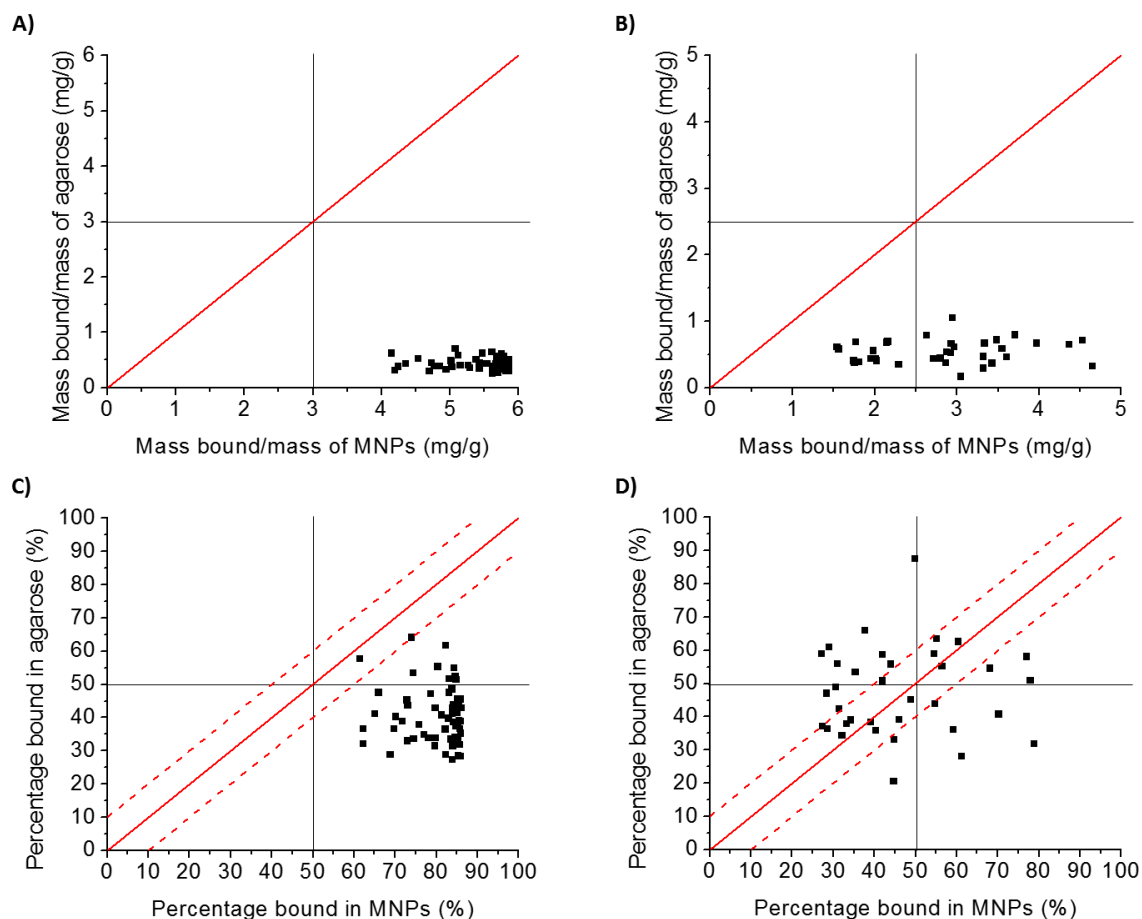 A)
Mass bound/mass of agarose (mg/g)
6
5
4
3
2
1
0
0 1 2 3 4 5 6
Mass bound/mass of MNPs (mg/g)
B)
Mass bound/mass of agarose (mg/g)
5
4
3
2
1
0
0 1 2 3 4 5
Mass bound/mass of MNPs (mg/g)
C)
Percentage bound in agarose (%)
100
90
80
70
60
50
40
30
20
10
0
0 10 20 30 40 50 60 70 80 90 100
Percentage bound in MNPs (%)
D)
Percentage bound in agarose (%)
100
90
80
70
60
50
40
30
20
10
0
0 10 20 30 40 50 60 70 80 90 100
Percentage bound in MNPs (%)